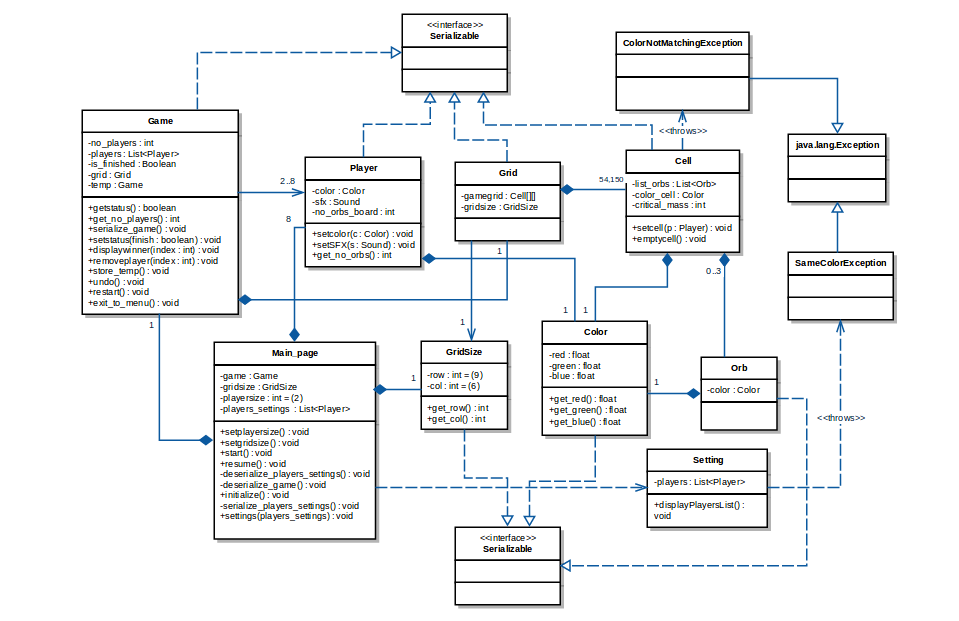 <<interface>>
Serializable
ColorNotMatchingException
Game
-no_players : int
-players : List<Player>
-is_finished : Boolean
-grid : Grid
-temp : Game
+getstatus() : boolean
+get_no_players() : int
+serialize_game() : void
+setstatus(finish : boolean) : void
+displaywinner(index : int) : void
+removeplayer(index : int) : void
+store_temp() : void
+undo() : void
+restart() : void
+exit_to_menu() : void
2..8
8
Player
-color : Color
-sfx : Sound
-no_orbs_board : int
+setcolor(c : Color) : void
+setSFX(s : Sound) : void
+get_no_orbs() : int
Grid
-gamegrid : Cell[][]
-gridsize : GridSize
54,150
<<throws>>
Cell
-list_orbs : List<Orb>
-color_cell : Color
-critical_mass : int
+setcell(p : Player) : void
+emptycell() : void
java.lang.Exception
SameColorException
1
0..3
1
1
1
1
Main_page
-game : Game
-gridsize : GridSize
-playersize : int = (2)
-players_settings : List<Player>
+setplayersize() : void
+setgridsize() : void
+start() : void
+resume() : void
-deserialize_players_settings() : void
-deserialize_game() : void
+initialize() : void
-serialize_players_settings() : void
+settings(players_settings) : void
1
GridSize
-row : int = (9)
-col : int = (6)
+get_row() : int
+get_col() : int
Color
-red : float
-green : float
-blue : float
+get_red() : float
+get_green() : float
+get_blue() : float
1
Orb
-color : Color
<<throws>>
Setting
-players : List<Player>
+displayPlayersList() :
void
<<interface>>
Serializable